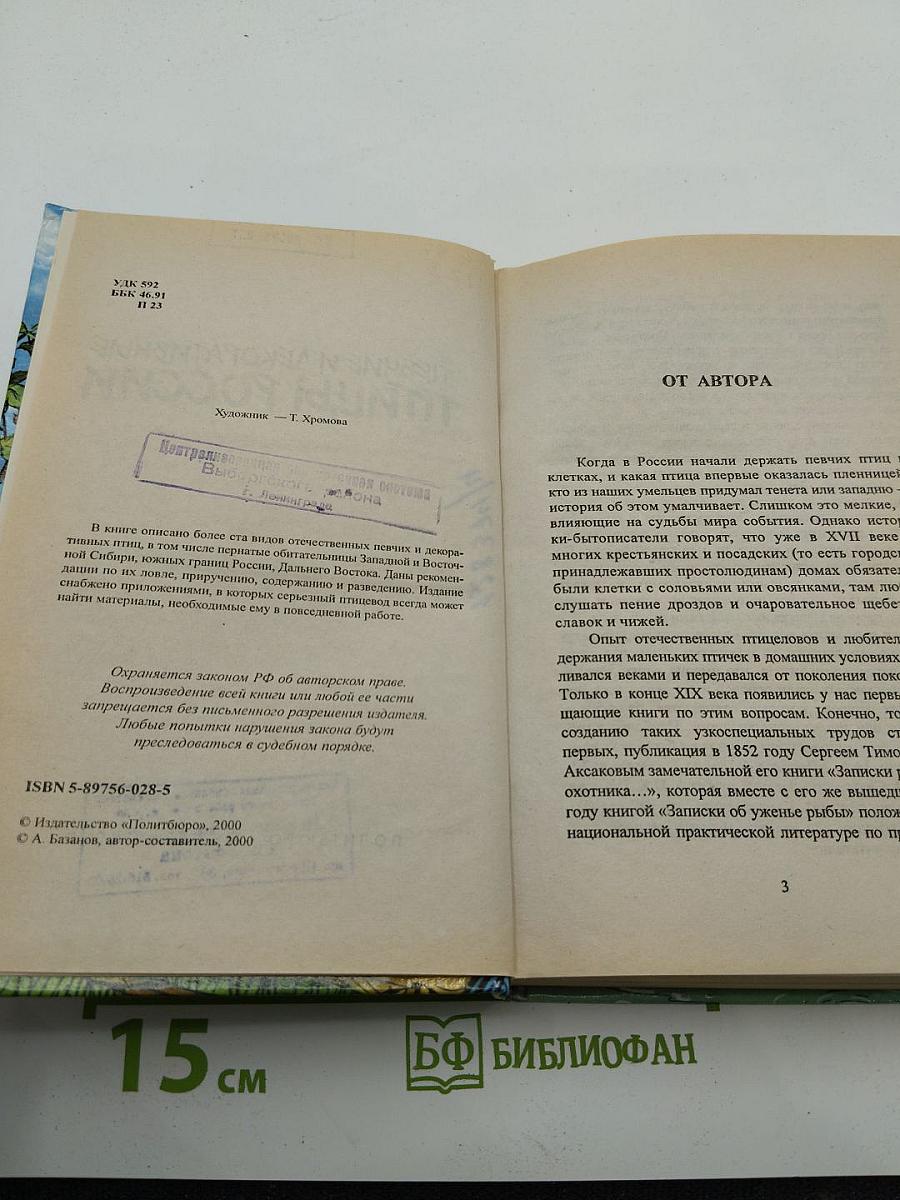 УДК 592
ББК 46.91
П 23
Художник — Т. Хромова
Централизованная
Выборгского района
г. Ленинграда
В книге описано более ста видов отечественных певчих и декора-
тивных птиц, в том числе пернатые обитательницы Западной и Восточ-
ной Сибири, южных границ России, Дальнего Востока. Даны рекомен-
дации по их ловле, приручению, содержанию и разведению. Издание
снабжено приложениями, в которых серьезный птицевод всегда может
найти материалы, необходимые ему в повседневной работе.
Охраняется законом РФ об авторском праве.
Воспроизведение всей книги или любой ее части
запрещается без письменного разрешения издателя.
Любые попытки нарушения закона будут
преследоваться в судебном порядке.
ISBN 5-89756-028-5
© Издательство «Политбюро», 2000
© А. Базанов, автор-составитель, 2000
ОТ АВТОРА
Когда в России начали держать певчих птиц
клетках, и какая птица впервые оказалась пленницей
кто из наших умельцев придумал тенета или западню -
история об этом умалчивает. Слишком это мелкие,
влияющие на судьбы мира события. Однако истор
ки-бытописатели говорят, что уже в XVII веке
многих крестьянских и посадских (то есть городск
принадлежавших простолюдинам) домах обязател
были клетки с соловьями или овсянками, там лю
слушать пение дроздов и очаровательное щебет
славок и чижей.
Опыт отечественных птицеловов и любител
держания маленьких птичек в домашних условиях
ливался веками и передавался от поколения поко
Только в конце XIX века появились у нас первы
щающие книги по этим вопросам. Конечно, то
созданию таких узкоспециальных трудов ст
первых, публикация в 1852 году Сергеем Тимо
Аксаковым замечательной его книги «Записки р
охотника...», которая вместе с его же вышедш
году книгой «Записки об уженье рыбы» полож
национальной практической литературе по пр
3
15 см
БФ БИБЛИОФАН